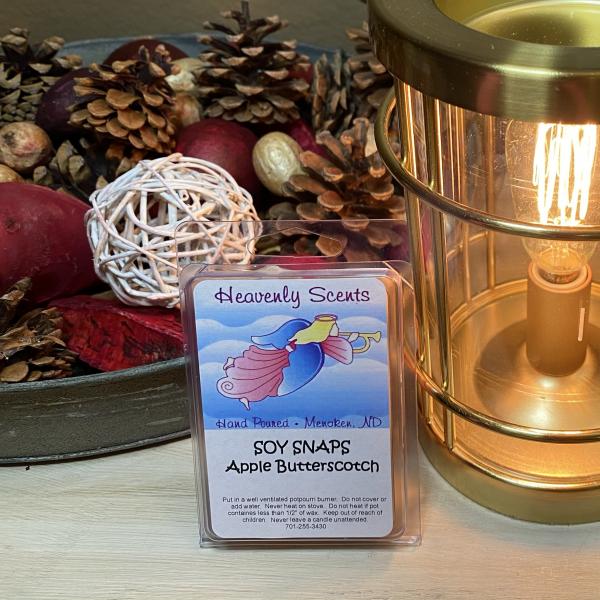 Heavenly Scents
Hand Poured • Menoken, ND
SOY SNAPS
Apple Butterscotch
Put in a well ventilated potpourri burner. Do not cover or
add water. Never heat on stove. Do not heat if pot
containes less than 1/2" of wax. Keep out of reach of
children. Never leave a candle unattended.
701-255-3430